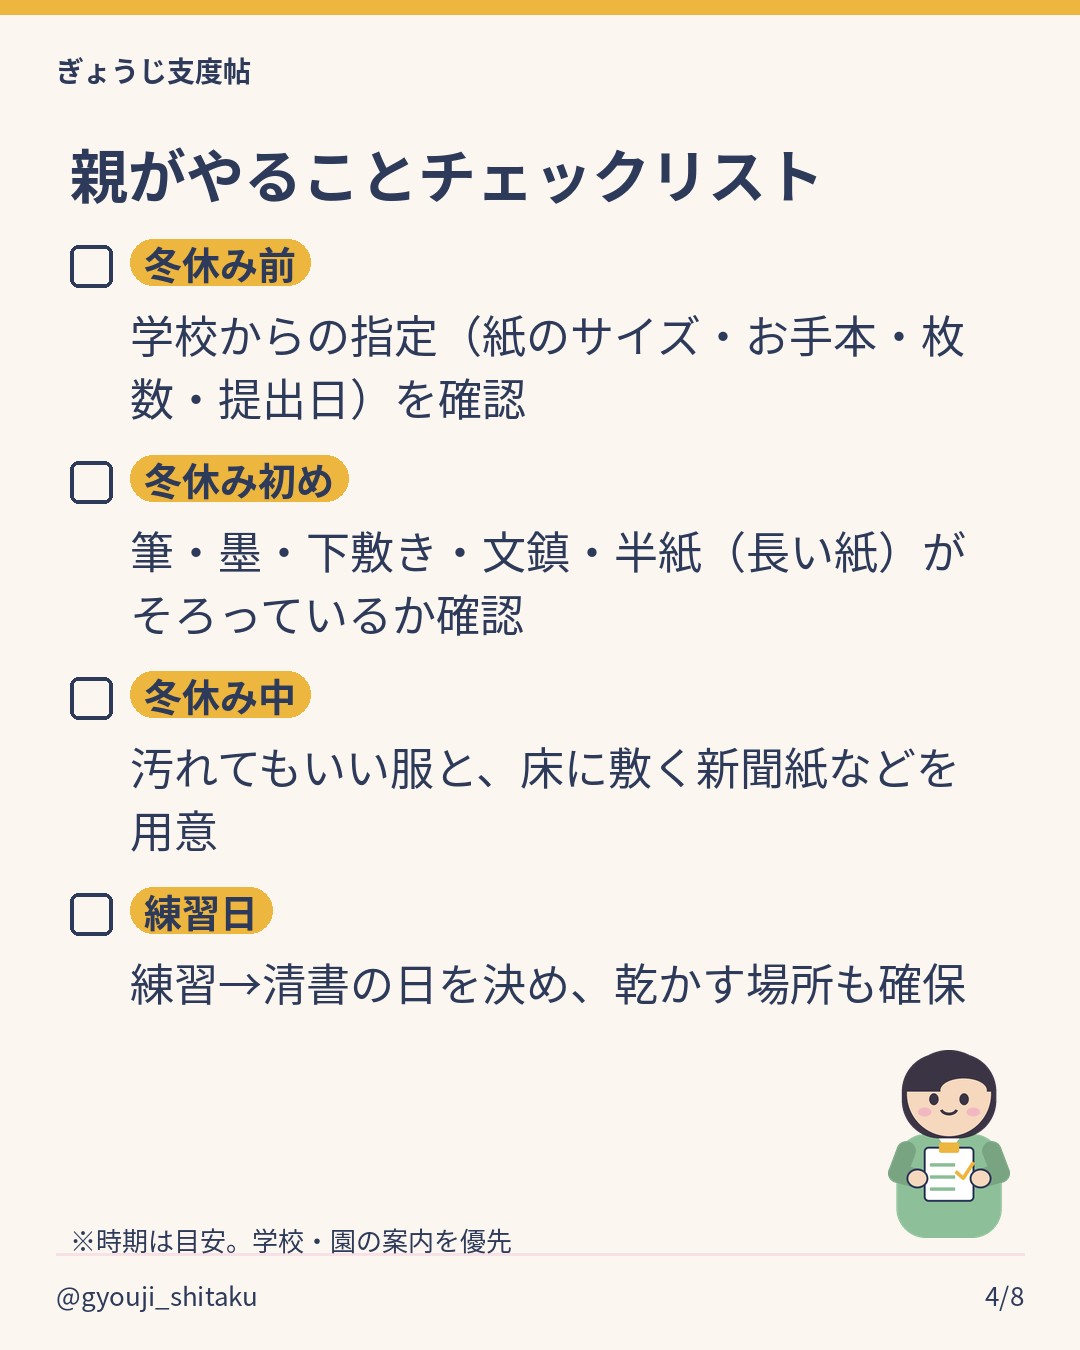 ぎょうじ支度帖
親がやることチェックリスト
冬休み前
学校からの指定（紙のサイズ・お手本・枚
数・提出日）を確認
冬休み初め
筆・墨・下敷き・文鎮・半紙（長い紙）が
そろっているか確認
冬休み中
汚れてもいい服と、床に敷く新聞紙などを
用意
練習日
練習→清書の日を決め、乾かす場所も確保
※時期は目安。学校・園の案内を優先
@gyouji_shitaku
4/8